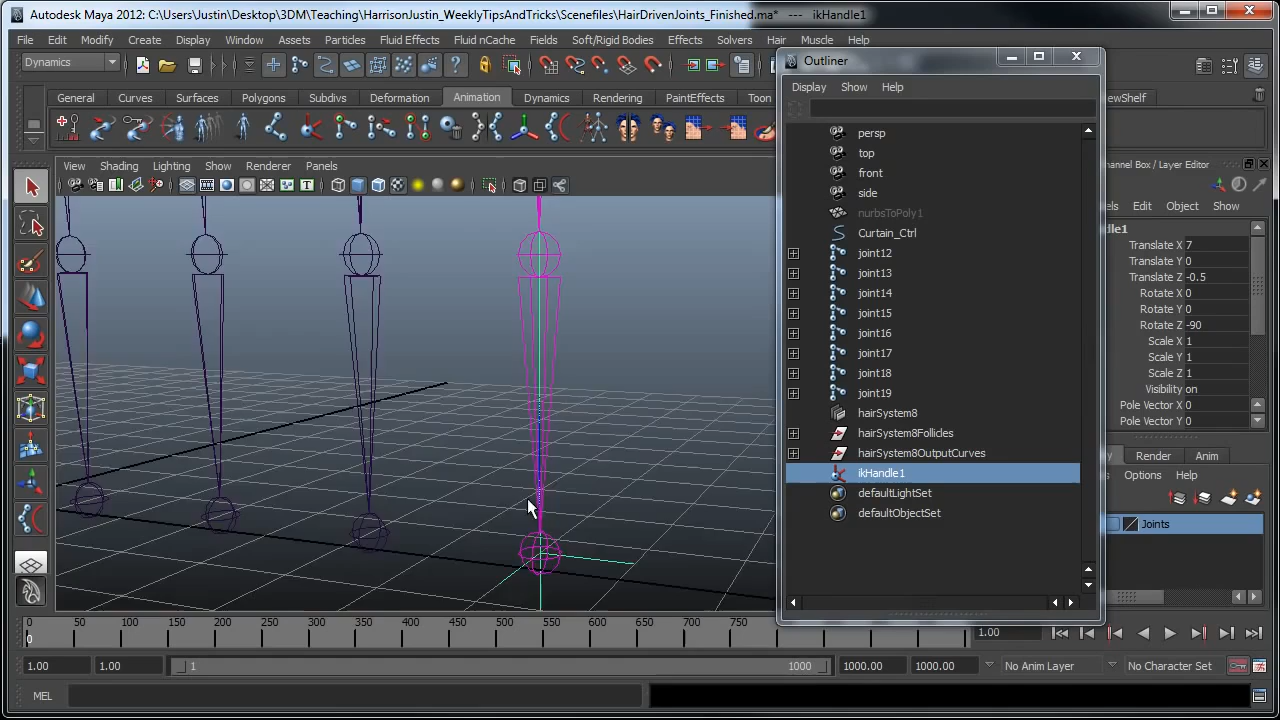 Autodesk Maya 2012: C:\Users\Justin\Desktop\3DM\Teaching\HarrisonJustin_WeeklyTipsAndTricks\Scenefiles\HairDrivenJoints_Finished.ma* --- ikHandle1
File Edit Modify Create Display Window Assets Particles Fluid Effects Fluid nCache Fields Soft/Rigid Bodies Effects Solvers Hair Muscle Help
Dynamics
General Curves Surfaces Polygons Subdivs Deformation Animation Dynamics Rendering PaintEffects Toon
View Shading Lighting Show Renderer Panels
Outliner
Display Show Help
persp
top
front
side
nurbsToPoly1
Curtain_Ctrl
joint12
joint13
joint14
joint15
joint16
joint17
joint18
joint19
hairSystem8
hairSystem8Follicles
hairSystem8OutputCurves
ikHandle1
defaultLightSet
defaultObjectSet
ewShelf
hannel Box / Layer Editor
els Edit Object Show
dle1
Translate X 7
Translate Y 0
Translate Z -0.5
Rotate X 0
Rotate Y 0
Rotate Z -90
Scale X 1
Scale Y 1
Scale Z 1
Visibility on
Pole Vector X 0
Pole Vector Y 0
y Render Anim
Options Help
Joints
0 50 100 150 200 250 300 350 400 450 500 550 600 650 700 750
0
1.00
1.00 1.00 1 1000 1000.00 1000.00 No Anim Layer No Character Set
MEL